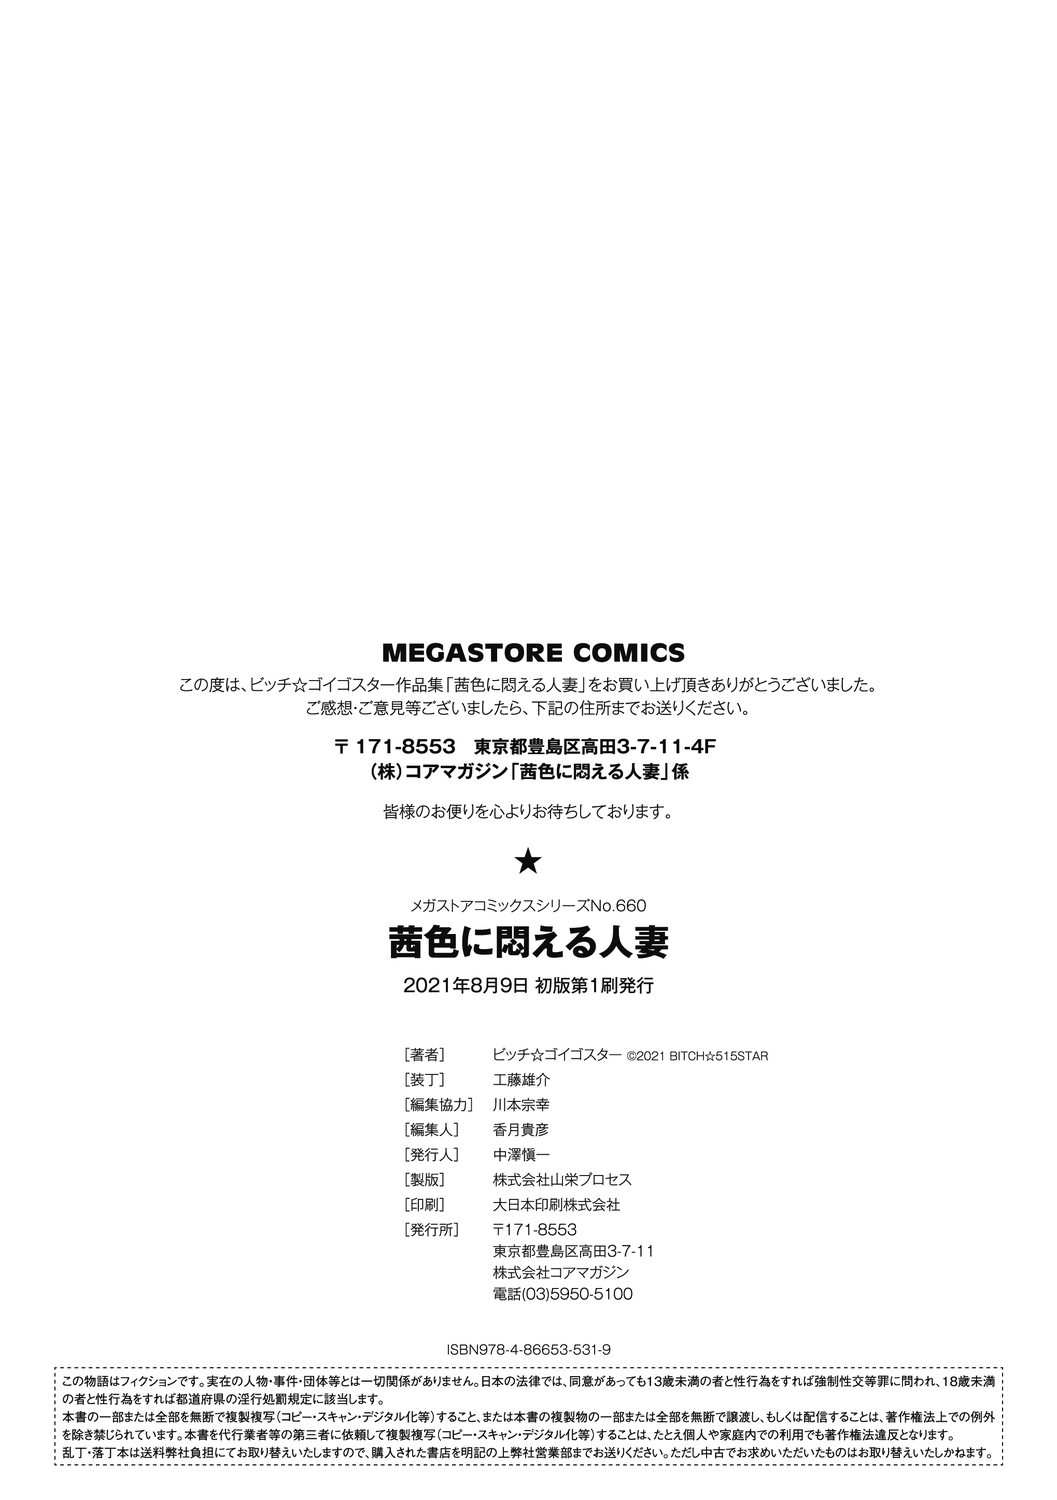 MEGASTORE COMICS
この度は、ビッチ☆ゴイゴスター作品集「茜色に悶える人妻」をお買い上げ頂きありがとうございました。
ご感想・ご意見等ございましたら、下記の住所までお送りください。
〒171-8553 東京都豊島区高田3-7-11-4F
（株）コアマガジン「茜色に悶える人妻」係
皆様のお便りを心よりお待ちしております。
★
メガストアコミックスシリーズNo.660
茜色に悶える人妻
2021年8月9日 初版第1刷発行
［著者］ ビッチ☆ゴイゴスター ©2021 BITCH☆515STAR
［装丁］ 工藤雄介
［編集協力］ 川本宗幸
［編集人］ 香月貴彦
［発行人］ 中澤愼一
［製版］ 株式会社山栄プロセス
［印刷］ 大日本印刷株式会社
［発行所］ 〒171-8553
東京都豊島区高田3-7-11
株式会社コアマガジン
電話(03)5950-5100
ISBN978-4-86653-531-9
この物語はフィクションです。実在の人物・事件・団体等とは一切関係がありません。日本の法律では、同意があっても13歳未満の者と性行為をすれば強制性交等罪に問われ、18歳未満
の者と性行為をすれば都道府県の淫行処罰規定に該当します。
本書の一部または全部を無断で複製複写（コピー・スキャン・デジタル化等）すること、または本書の複製物の一部または全部を無断で譲渡し、もしくは配信することは、著作権法上での例外
を除き禁じられています。本書を代行業者等の第三者に依頼して複製複写（コピー・スキャン・デジタル化等）することは、たとえ個人や家庭内での利用でも著作権法違反となります。
乱丁・落丁本は送料弊社負担にてお取り替えいたしますので、購入された書店を明記の上弊社営業部までお送りください。ただし中古でお求めいただいたものはお取り替えいたしかねます。